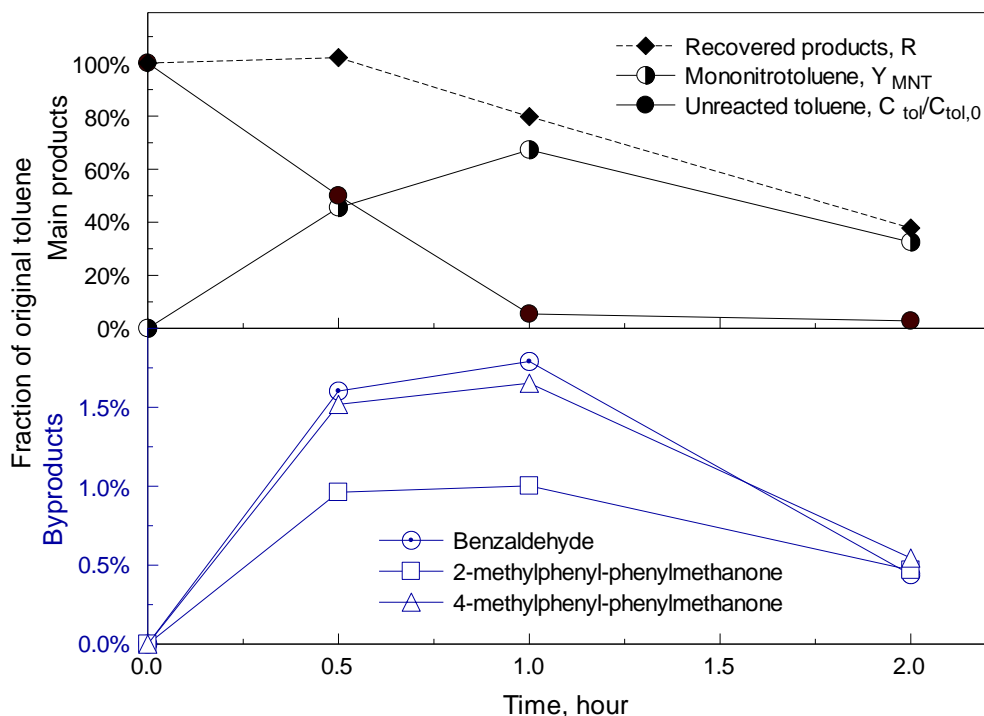 Fraction of original toluene
Main products
Byproducts
100%
80%
60%
40%
20%
0%
Recovered products, R
Mononitrotoluene, Y MNT
Unreacted toluene, C tol/Ctol,0
1.5%
1.0%
0.5%
0.0%
Benzaldehyde
2-methylphenyl-phenylmethanone
4-methylphenyl-phenylmethanone
0.0 0.5 1.0 1.5 2.0
Time, hour